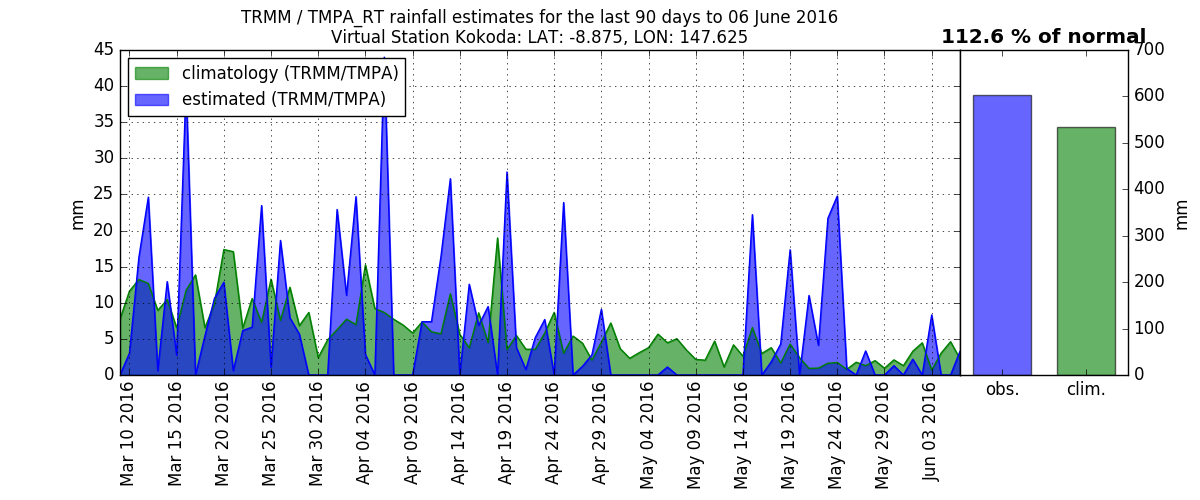 TRMM / TMPA_RT rainfall estimates for the last 90 days to 06 June 2016
Virtual Station Kokoda: LAT: -8.875, LON: 147.625
112.6 % of normal
climatology (TRMM/TMPA)
estimated (TRMM/TMPA)
mm
45
40
35
30
25
20
15
10
5
0
Mar 10 2016
Mar 15 2016
Mar 20 2016
Mar 25 2016
Mar 30 2016
Apr 04 2016
Apr 09 2016
Apr 14 2016
Apr 19 2016
Apr 24 2016
Apr 29 2016
May 04 2016
May 09 2016
May 14 2016
May 19 2016
May 24 2016
May 29 2016
Jun 03 2016
obs.
clim.
700
600
500
400
300
200
100
0
mm